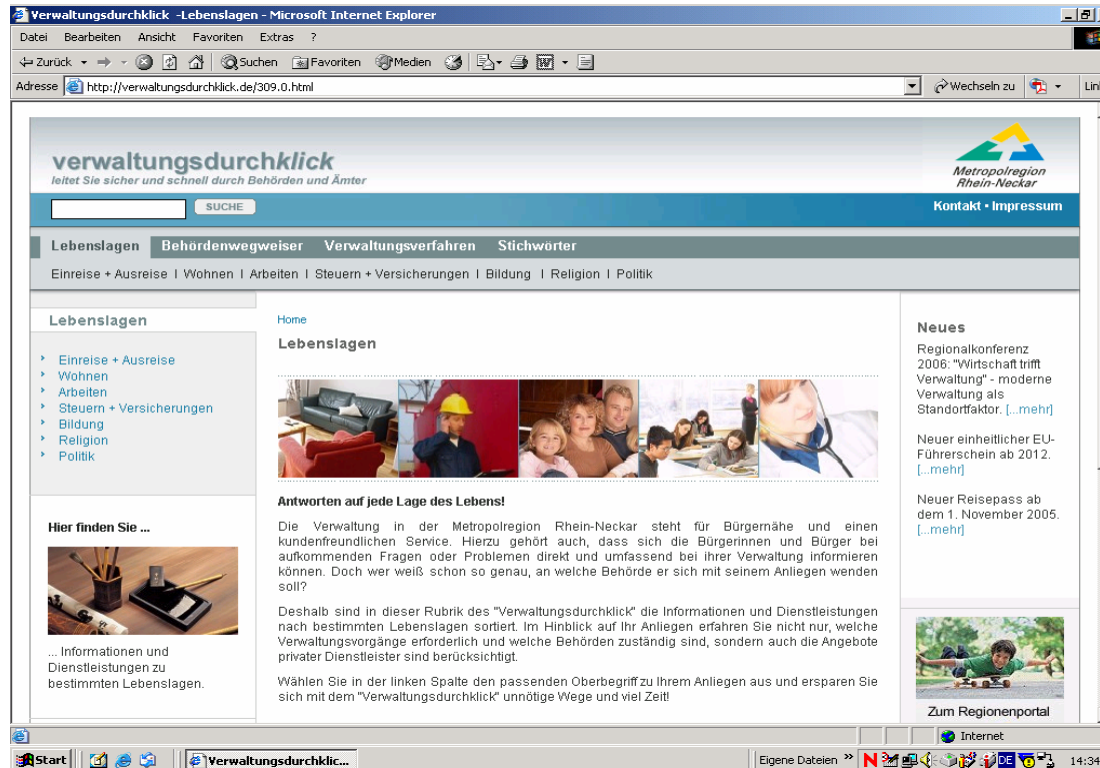 Verwaltungsdurchklick -Lebenslagen - Microsoft Internet Explorer
Datei Bearbeiten Ansicht Favoriten Extras ?
Zurück Suchen Favoriten Medien
Adresse http://verwaltungsdurchklick.de/309.0.html Wechseln zu
verwaltungsdurchklick
leitet Sie sicher und schnell durch Behörden und Ämter
Metropolregion
Rhein-Neckar
SUCHE
Kontakt • Impressum
Lebenslagen Behördenwegweiser Verwaltungsverfahren Stichwörter
Einreise + Ausreise I Wohnen I Arbeiten I Steuern + Versicherungen I Bildung I Religion I Politik
Lebenslagen
Einreise + Ausreise
Wohnen
Arbeiten
Steuern + Versicherungen
Bildung
Religion
Politik
Hier finden Sie ...
... Informationen und
Dienstleistungen zu
bestimmten Lebenslagen.
Home
Lebenslagen
Antworten auf jede Lage des Lebens!
Die Verwaltung in der Metropolregion Rhein-Neckar steht für Bürgernähe und einen
kundenfreundlichen Service. Hierzu gehört auch, dass sich die Bürgerinnen und Bürger bei
aufkommenden Fragen oder Problemen direkt und umfassend bei ihrer Verwaltung informieren
können. Doch wer weiß schon so genau, an welche Behörde er sich mit seinem Anliegen wenden
soll?
Deshalb sind in dieser Rubrik des "Verwaltungsdurchklick" die Informationen und Dienstleistungen
nach bestimmten Lebenslagen sortiert. Im Hinblick auf Ihr Anliegen erfahren Sie nicht nur, welche
Verwaltungsvorgänge erforderlich und welche Behörden zuständig sind, sondern auch die Angebote
privater Dienstleister sind berücksichtigt.
Wählen Sie in der linken Spalte den passenden Oberbegriff zu Ihrem Anliegen aus und ersparen Sie
sich mit dem "Verwaltungsdurchklick" unnötige Wege und viel Zeit!
Neues
Regionalkonferenz
2006: "Wirtschaft trifft
Verwaltung" - moderne
Verwaltung als
Standortfaktor. [...mehr]
Neuer einheitlicher EU-
Führerschein ab 2012.
[...mehr]
Neuer Reisepass ab
dem 1. November 2005.
[...mehr]
Zum Regionenportal
Internet
Start Verwaltungsdurchklic... Eigene Dateien » DE 14:34